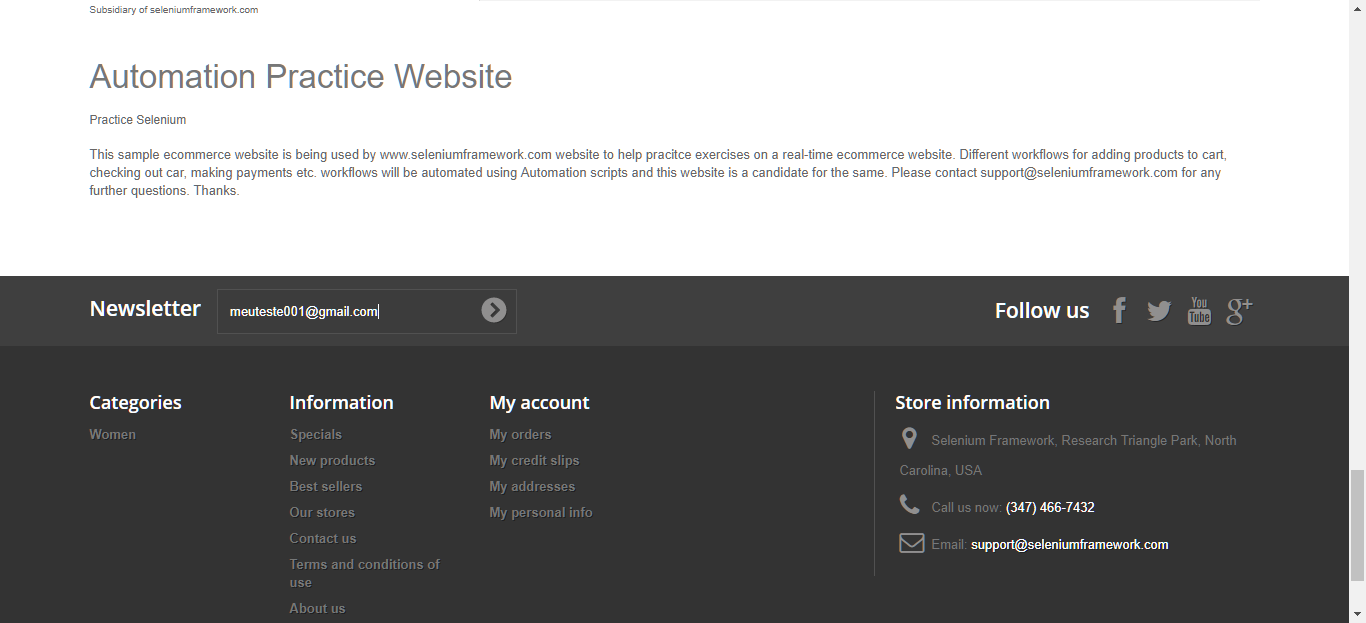 Subsidiary of seleniumframework.com
Automation Practice Website
Practice Selenium
This sample ecommerce website is being used by www.seleniumframework.com website to help pracitce exercises on a real-time ecommerce website. Different workflows for adding products to cart,
checking out car, making payments etc. workflows will be automated using Automation scripts and this website is a candidate for the same. Please contact support@seleniumframework.com for any
further questions. Thanks.
Newsletter
meuteste001@gmail.com
Follow us
f
You
Tube
g+
Categories
Women
Information
Specials
New products
Best sellers
Our stores
Contact us
Terms and conditions of
use
About us
My account
My orders
My credit slips
My addresses
My personal info
Store information
Selenium Framework, Research Triangle Park, North
Carolina, USA
Call us now: (347) 466-7432
Email: support@seleniumframework.com